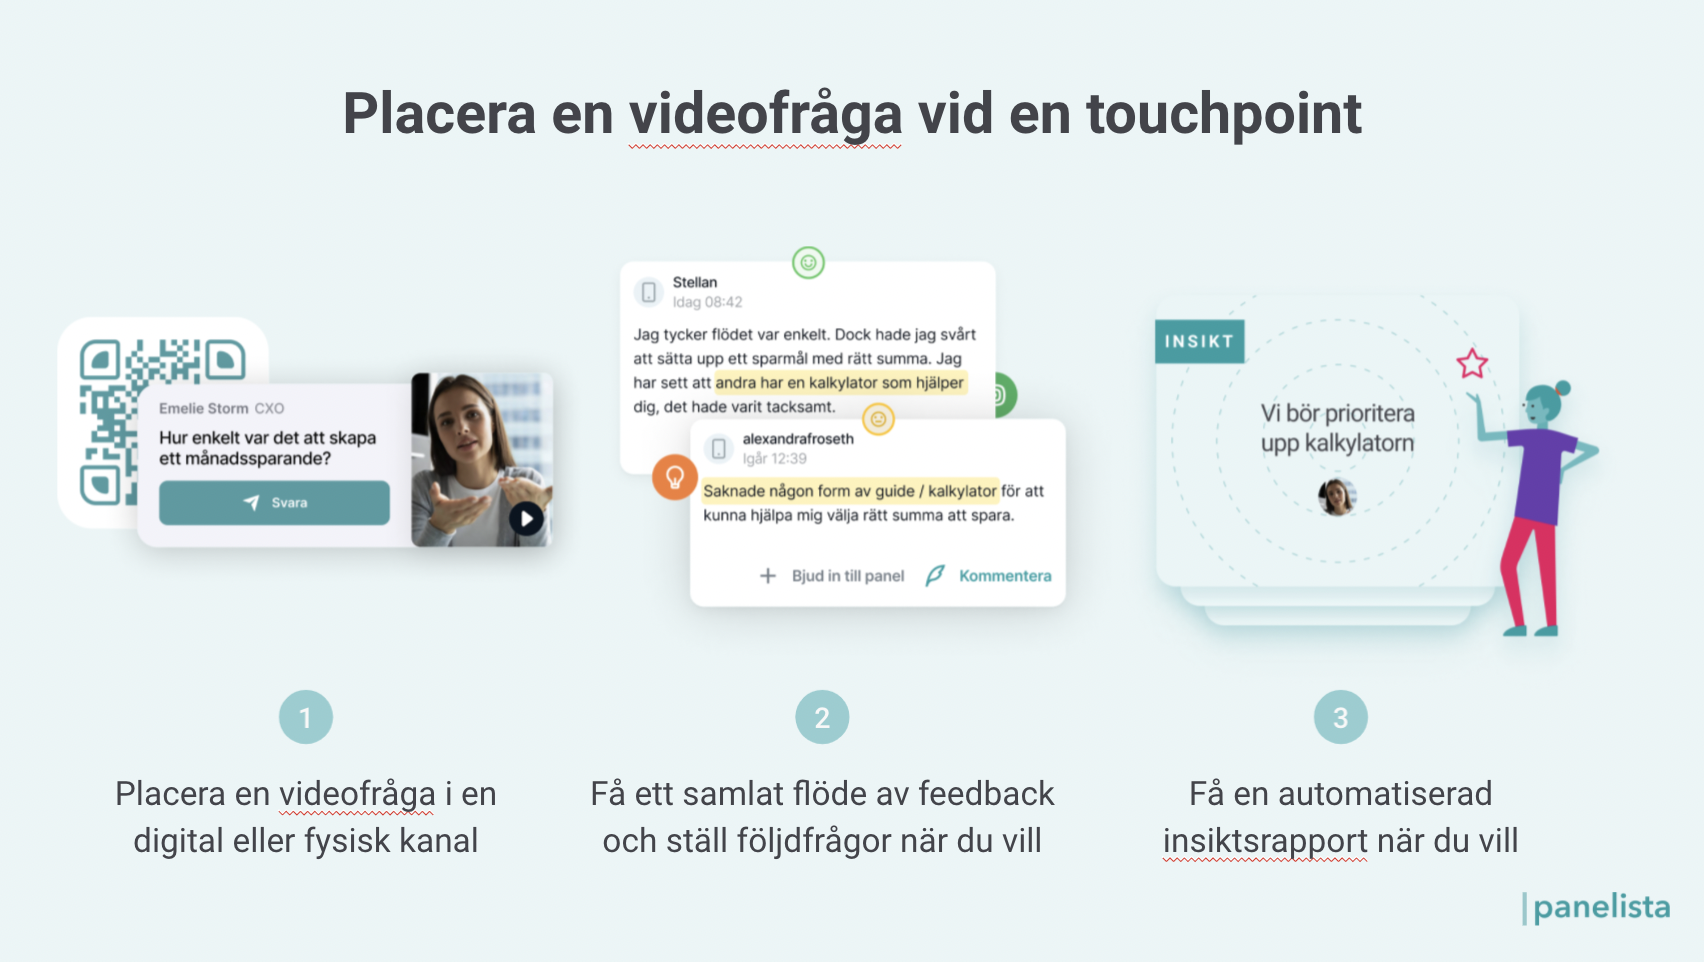 Placera en videofråga vid en touchpoint
Emelie Storm CXO
Hur enkelt var det att skapa
ett månadssparande?
Svara
Stellan
Idag 08:42
Jag tycker flödet var enkelt. Dock hade jag svårt
att sätta upp ett sparmål med rätt summa. Jag
har sett att andra har en kalkylator som hjälper
dig, det hade varit tacksamt.
alexandrafroseth
Igår 12:39
Saknade någon form av guide / kalkylator för att
kunna hjälpa mig välja rätt summa att spara.
+ Bjud in till panel
Kommentera
INSIKT
Vi bör prioritera
upp kalkylatorn
1
Placera en videofråga i en
digital eller fysisk kanal
2
Få ett samlat flöde av feedback
och ställ följdfrågor när du vill
3
Få en automatiserad
insiktsrapport när du vill
panelista